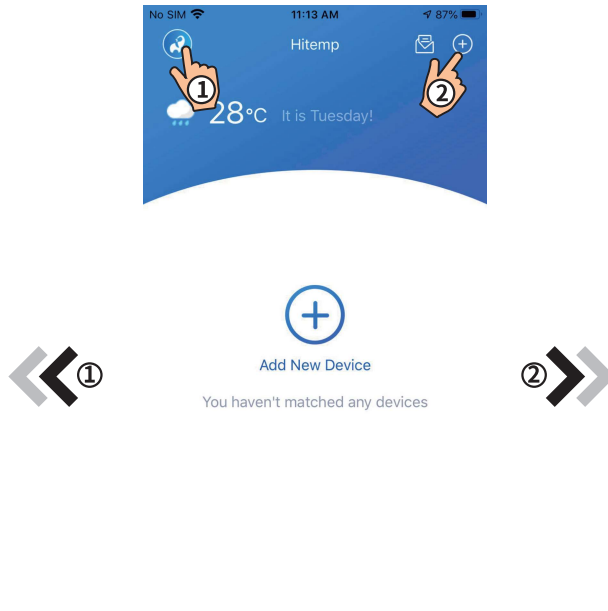 No SIM 11:13 AM 87%
Hitemp
① ②
28°C It is Tuesday!
① ②
Add New Device
You haven't matched any devices